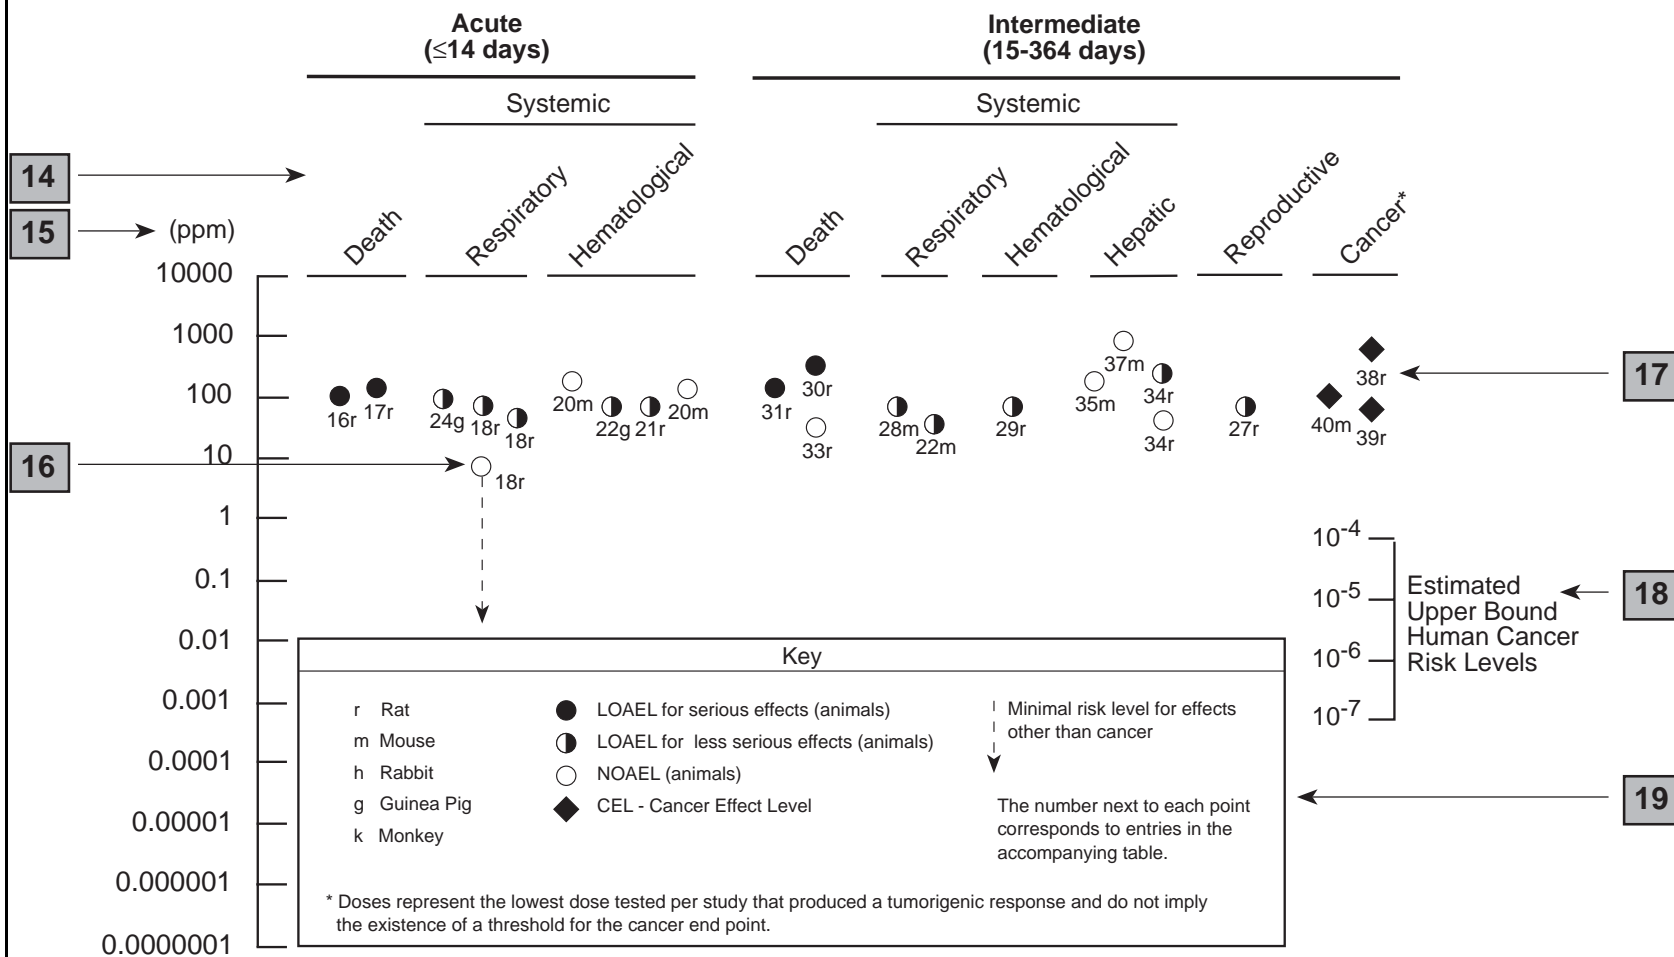 Acute
(≤14 days)
Intermediate
(15-364 days)
Systemic
Systemic
14
15
(ppm)
Death
Respiratory
Hematological
Death
Respiratory
Hematological
Hepatic
Reproductive
Cancer*
10000
1000
100
10
1
0.1
0.01
0.001
0.0001
0.00001
0.000001
0.0000001
16r
17r
24g
18r
18r
20m
22g
21r
20m
31r
30r
33r
28m
22m
29r
35m
37m
34r
34r
27r
40m
38r
39r
17
16
18r
10-4
10-5
10-6
10-7
Estimated
Upper Bound
Human Cancer
Risk Levels
18
Key
r Rat
m Mouse
h Rabbit
g Guinea Pig
k Monkey
LOAEL for serious effects (animals)
LOAEL for less serious effects (animals)
NOAEL (animals)
CEL - Cancer Effect Level
Minimal risk level for effects
other than cancer
The number next to each point
corresponds to entries in the
accompanying table.
19
* Doses represent the lowest dose tested per study that produced a tumorigenic response and do not imply
the existence of a threshold for the cancer end point.